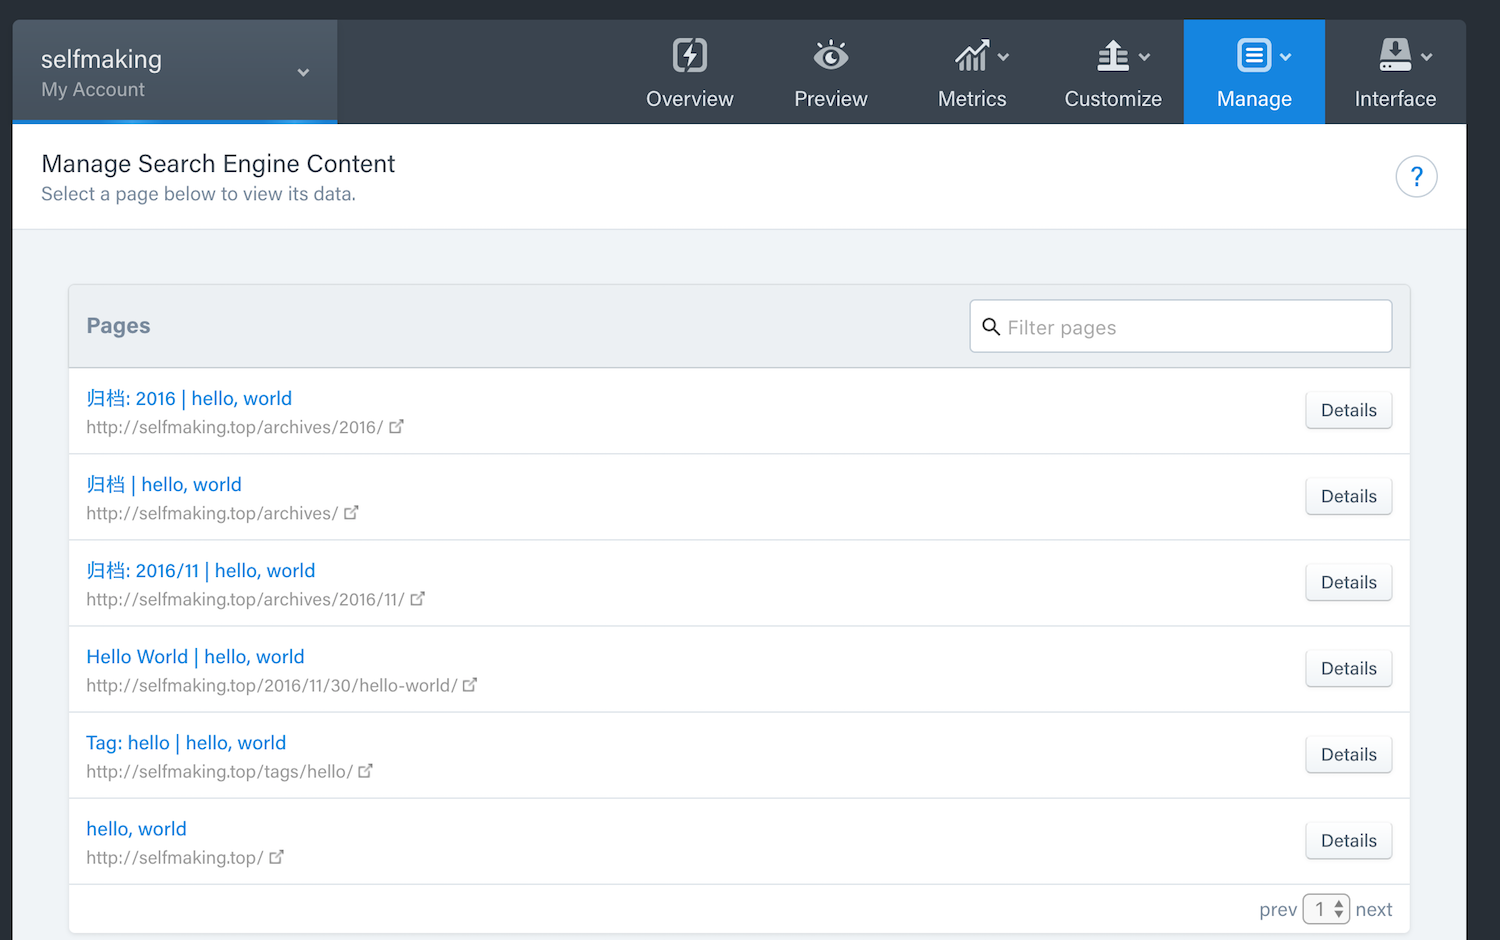 selfmaking
My Account
Overview
Preview
Metrics
Customize
Manage
Interface
Manage Search Engine Content
Select a page below to view its data.
?
Pages
Filter pages
归档: 2016 | hello, world
http://selfmaking.top/archives/2016/
Details
归档 | hello, world
http://selfmaking.top/archives/
Details
归档: 2016/11 | hello, world
http://selfmaking.top/archives/2016/11/
Details
Hello World | hello, world
http://selfmaking.top/2016/11/30/hello-world/
Details
Tag: hello | hello, world
http://selfmaking.top/tags/hello/
Details
hello, world
http://selfmaking.top/
Details
prev 1 next